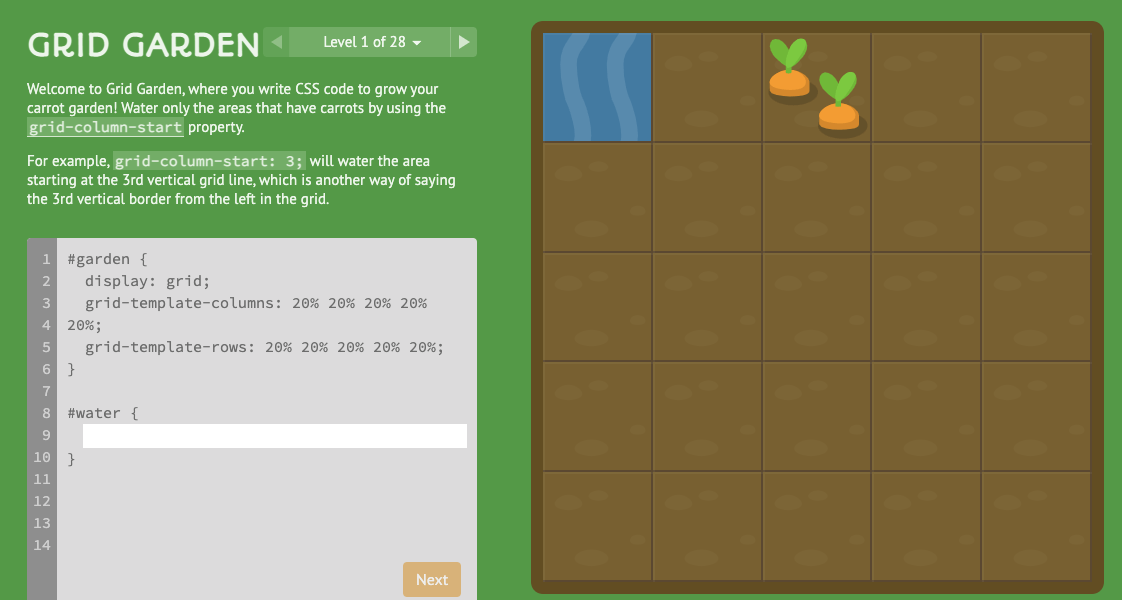 GRID GARDEN
Level 1 of 28
Welcome to Grid Garden, where you write CSS code to grow your
carrot garden! Water only the areas that have carrots by using the
grid-column-start property.
For example, grid-column-start: 3; will water the area
starting at the 3rd vertical grid line, which is another way of saying
the 3rd vertical border from the left in the grid.
1 #garden {
2 display: grid;
3 grid-template-columns: 20% 20% 20% 20%
4 20%;
5 grid-template-rows: 20% 20% 20% 20% 20%;
6 }
7
8 #water {
9
10 }
11
12
13
14
Next